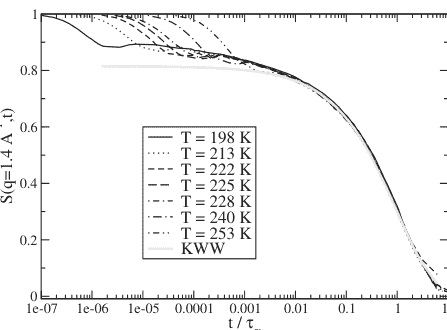 1
0.8
0.6
0.4
0.2
0
S(q=1.4 A ,t)
T = 198 K
T = 213 K
T = 222 K
T = 225 K
T = 228 K
T = 240 K
T = 253 K
KWW
1e-07 1e-06 1e-05 0.0001 0.001 0.01 0.1 1
t / τ